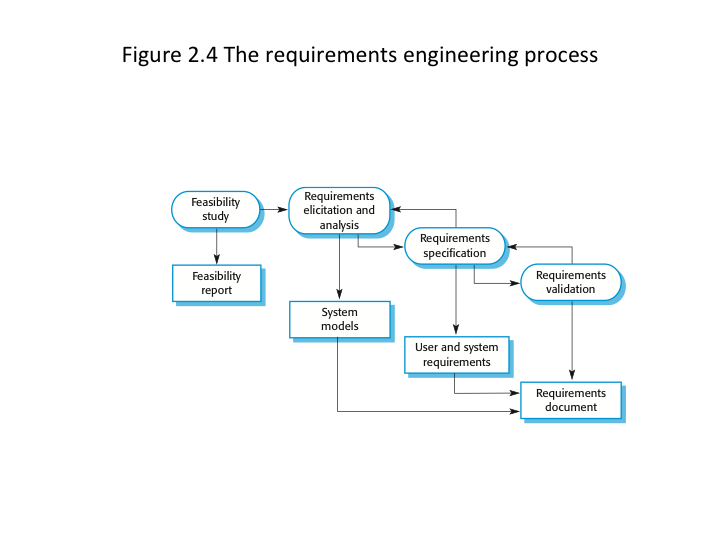 Figure 2.4 The requirements engineering process
Feasibility
study
Requirements
elicitation and
analysis
Requirements
specification
Requirements
validation
Feasibility
report
System
models
User and system
requirements
Requirements
document